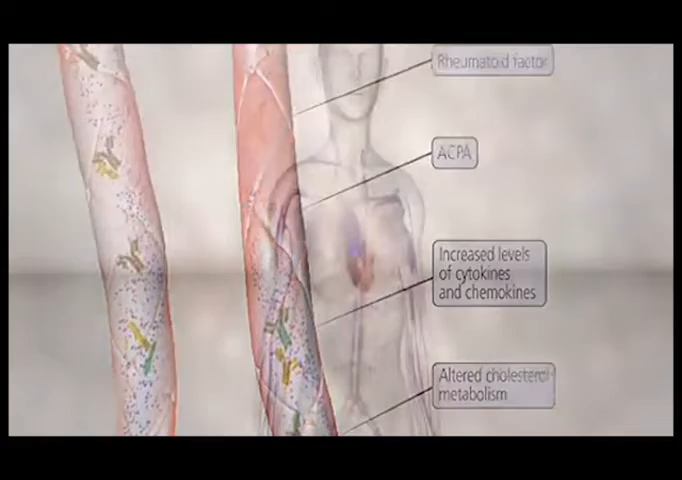 Rheumatoid factor
ACPA
Increased levels
of cytokines
and chemokines
Altered cholesterol
metabolism